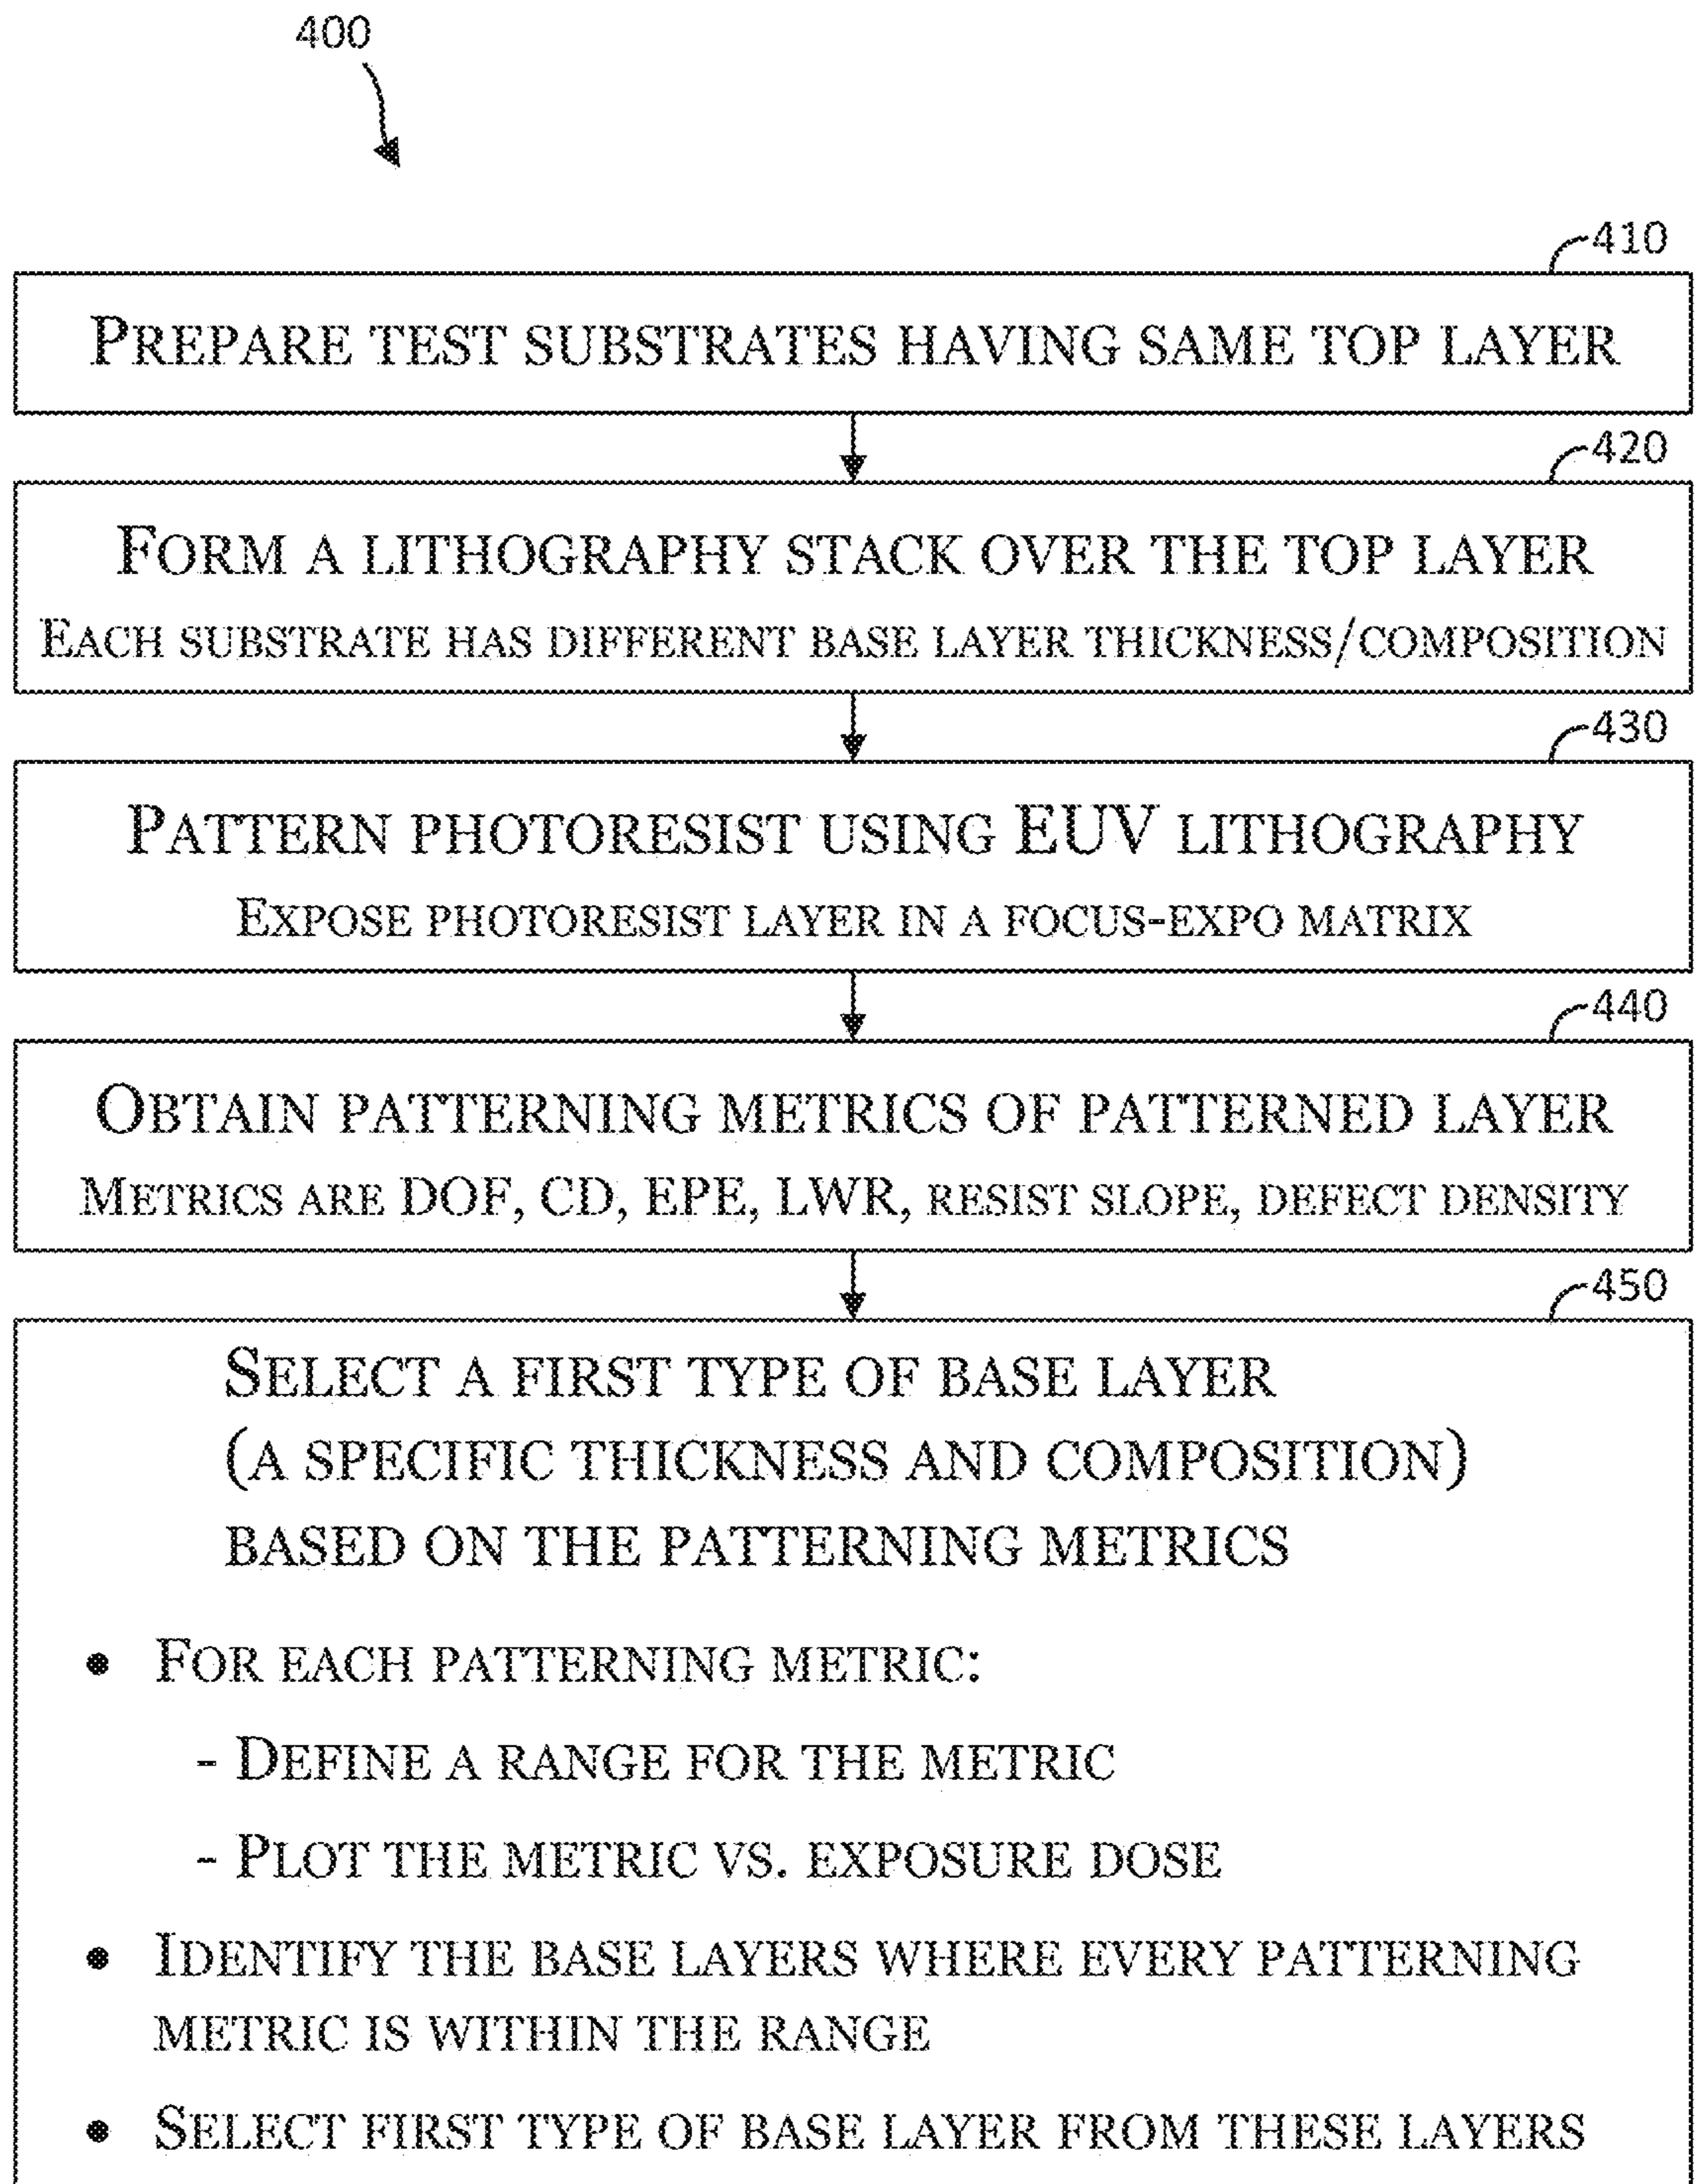 400
410
PREPARE TEST SUBSTRATES HAVING SAME TOP LAYER
420
FORM A LITHOGRAPHY STACK OVER THE TOP LAYER
EACH SUBSTRATE HAS DIFFERENT BASE LAYER THICKNESS/COMPOSITION
430
PATTERN PHOTORESIST USING EUV LITHOGRAPHY
EXPOSE PHOTORESIST LAYER IN A FOCUS-EXPO MATRIX
440
OBTAIN PATTERNING METRICS OF PATTERNED LAYER
METRICS ARE DOF, CD, EPE, LWR, RESIST SLOPE, DEFECT DENSITY
450
SELECT A FIRST TYPE OF BASE LAYER
(A SPECIFIC THICKNESS AND COMPOSITION)
BASED ON THE PATTERNING METRICS
• FOR EACH PATTERNING METRIC:
- DEFINE A RANGE FOR THE METRIC
- PLOT THE METRIC VS. EXPOSURE DOSE
• IDENTIFY THE BASE LAYERS WHERE EVERY PATTERNING
METRIC IS WITHIN THE RANGE
• SELECT FIRST TYPE OF BASE LAYER FROM THESE LAYERS